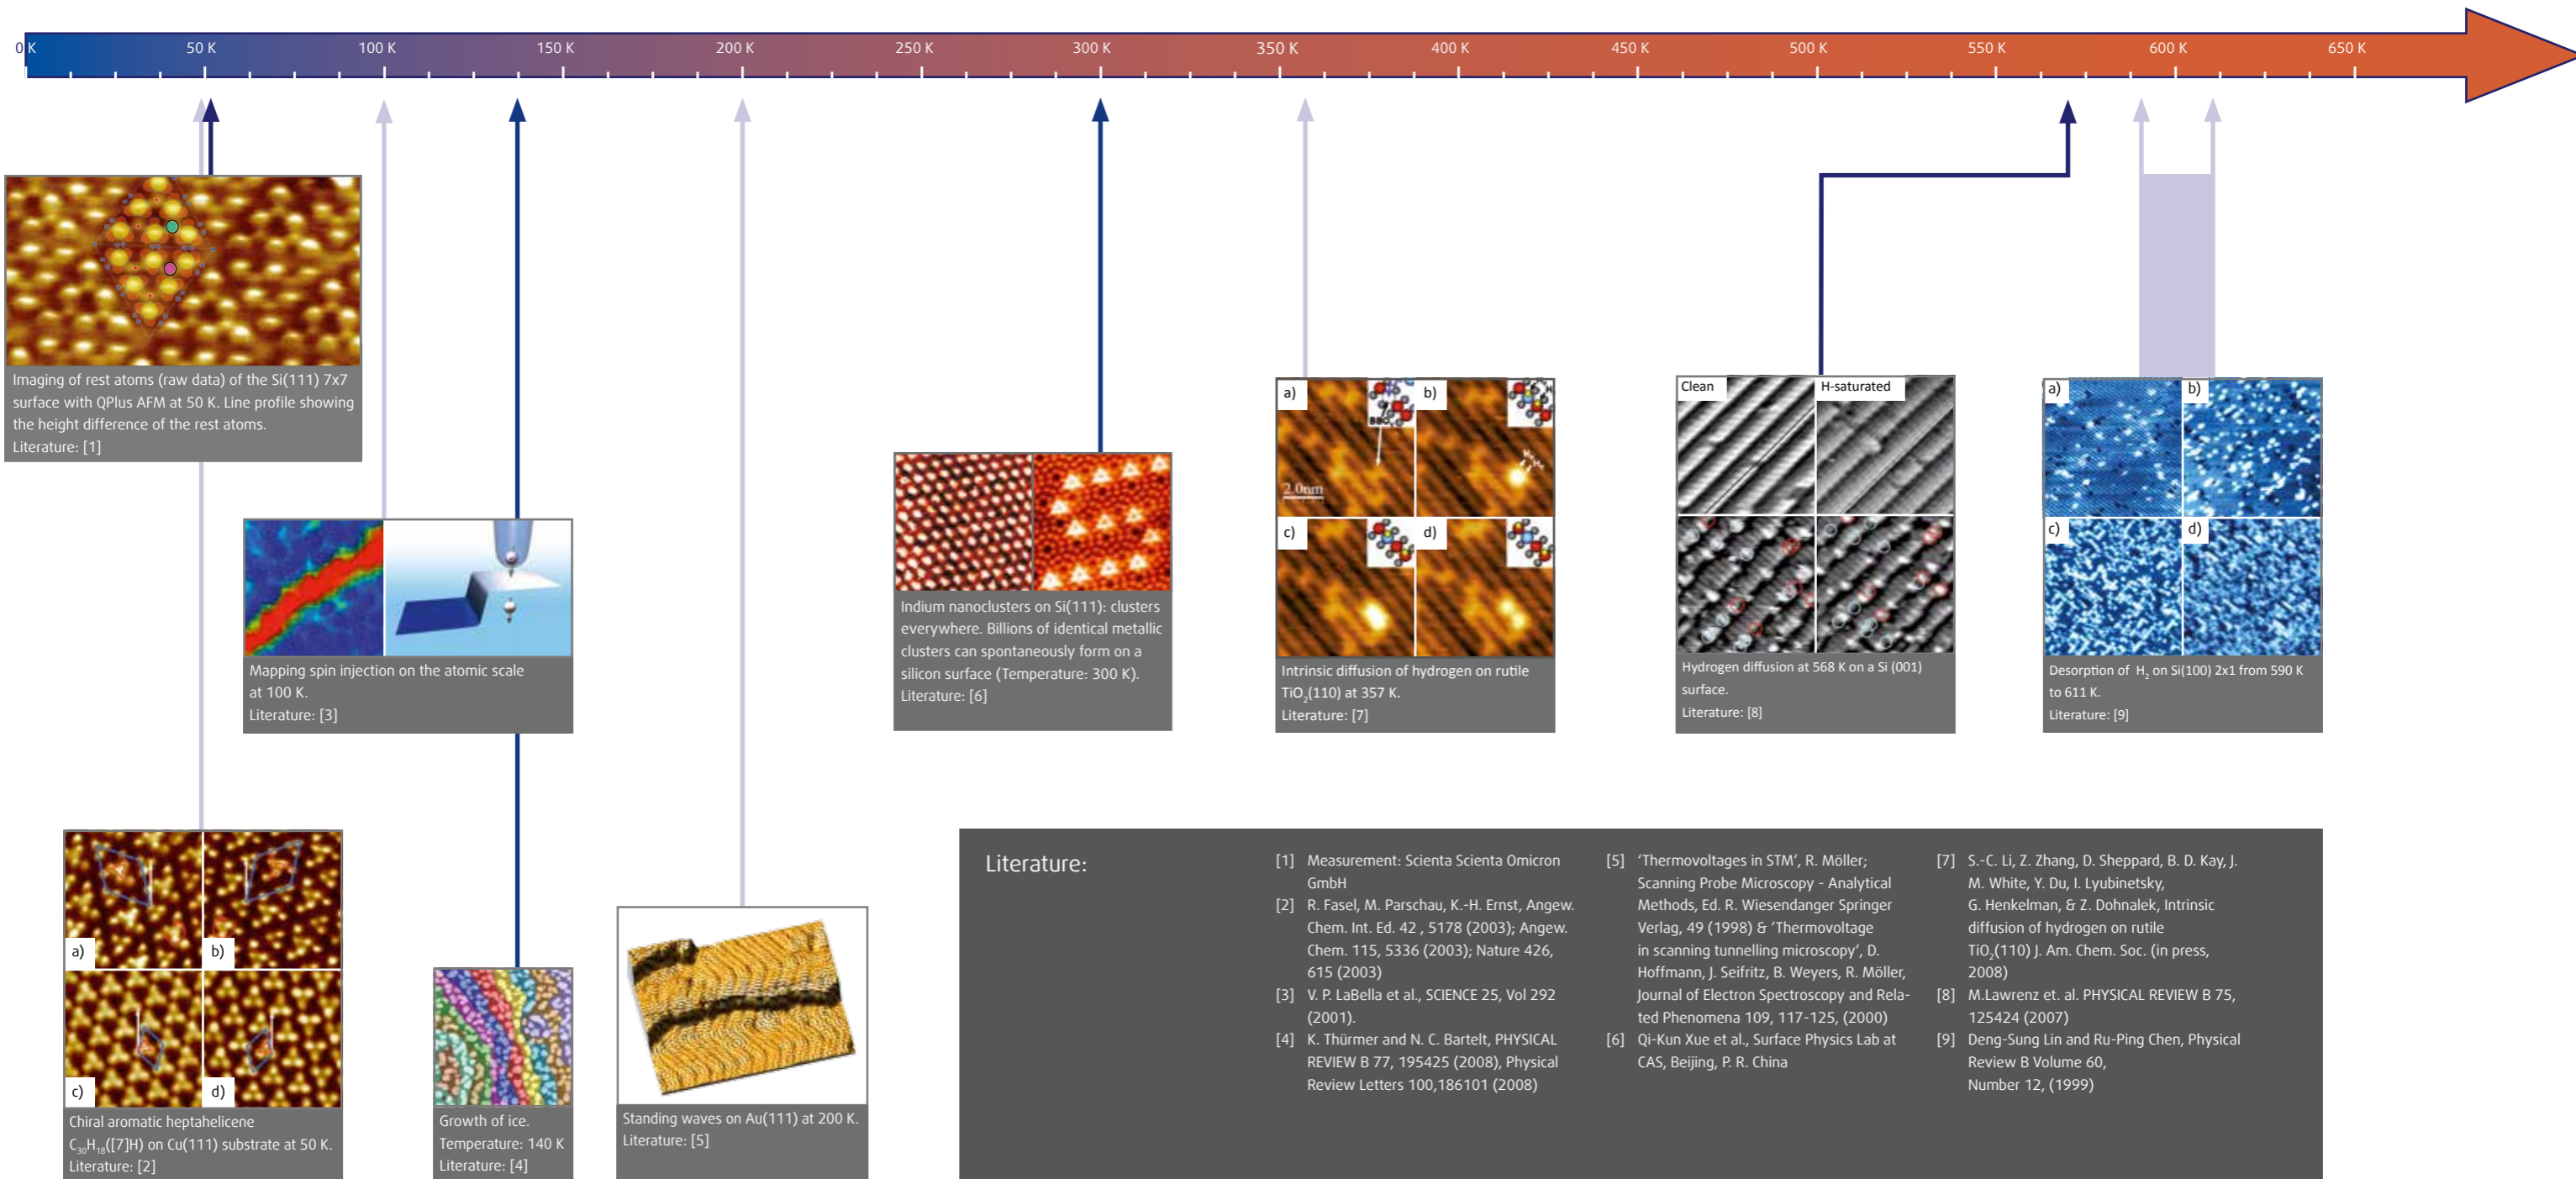 0 K
50 K
100 K
150 K
200 K
250 K
300 K
350 K
400 K
450 K
500 K
550 K
600 K
650 K
Imaging of rest atoms (raw data) of the Si(111) 7x7
surface with QPlus AFM at 50 K. Line profile showing
the height difference of the rest atoms.
Literature: [1]
Mapping spin injection on the atomic scale
at 100 K.
Literature: [3]
Indium nanoclusters on Si(111): clusters
everywhere. Billions of identical metallic
clusters can spontaneously form on a
silicon surface (Temperature: 300 K).
Literature: [6]
a)
b)
2.0nm
c)
d)
Intrinsic diffusion of hydrogen on rutile
TiO₂(110) at 357 K.
Literature: [7]
Clean
H-saturated
Hydrogen diffusion at 568 K on a Si (001)
surface.
Literature: [8]
a)
b)
c)
d)
Desorption of H₂ on Si(100) 2x1 from 590 K
to 611 K.
Literature: [9]
a)
b)
c)
d)
Chiral aromatic heptahelicene
C₃₀H₁₈([7]H) on Cu(111) substrate at 50 K.
Literature: [2]
Growth of ice.
Temperature: 140 K
Literature: [4]
Standing waves on Au(111) at 200 K.
Literature: [5]
Literature:
[1] Measurement: Scienta Scienta Omicron
GmbH
[2] R. Fasel, M. Parschau, K.-H. Ernst, Angew.
Chem. Int. Ed. 42 , 5178 (2003); Angew.
Chem. 115, 5336 (2003); Nature 426,
615 (2003)
[3] V. P. LaBella et al., SCIENCE 25, Vol 292
(2001).
[4] K. Thürmer and N. C. Bartelt, PHYSICAL
REVIEW B 77, 195425 (2008), Physical
Review Letters 100,186101 (2008)
[5] ‘Thermovoltages in STM‘, R. Möller;
Scanning Probe Microscopy - Analytical
Methods, Ed. R. Wiesendanger Springer
Verlag, 49 (1998) & ‘Thermovoltage
in scanning tunnelling microscopy‘, D.
Hoffmann, J. Seifritz, B. Weyers, R. Möller,
Journal of Electron Spectroscopy and Rela-
ted Phenomena 109, 117-125, (2000)
[6] Qi-Kun Xue et al., Surface Physics Lab at
CAS, Beijing, P. R. China
[7] S.-C. Li, Z. Zhang, D. Sheppard, B. D. Kay, J.
M. White, Y. Du, I. Lyubinetsky,
G. Henkelman, & Z. Dohnalek, Intrinsic
diffusion of hydrogen on rutile
TiO₂(110) J. Am. Chem. Soc. (in press,
2008)
[8] M.Lawrenz et. al. PHYSICAL REVIEW B 75,
125424 (2007)
[9] Deng-Sung Lin and Ru-Ping Chen, Physical
Review B Volume 60,
Number 12, (1999)